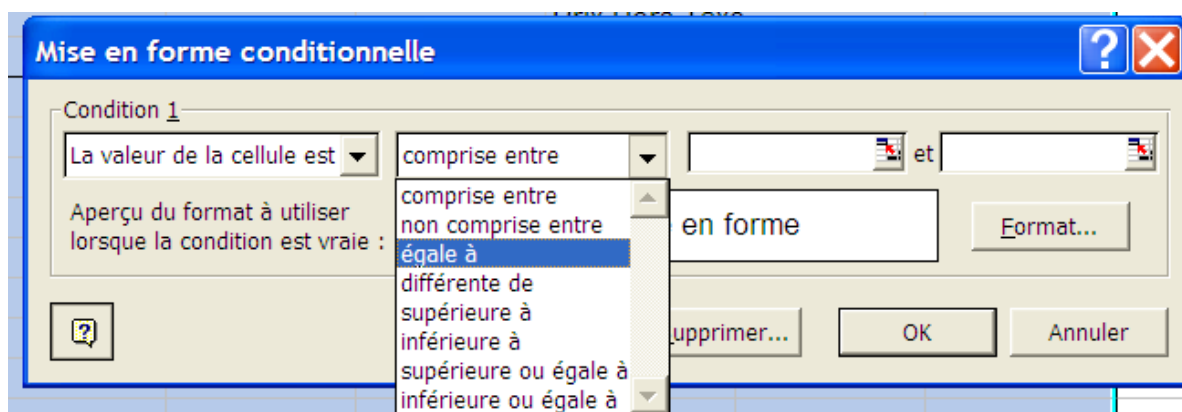 Mise en forme conditionnelle
Condition 1
La valeur de la cellule est
comprise entre
et
comprise entre
non comprise entre
égale à
différente de
supérieure à
inférieure à
supérieure ou égale à
inférieure ou égale à
Aperçu du format à utiliser
lorsque la condition est vraie :
en forme
Format...
upprimer...
OK
Annuler